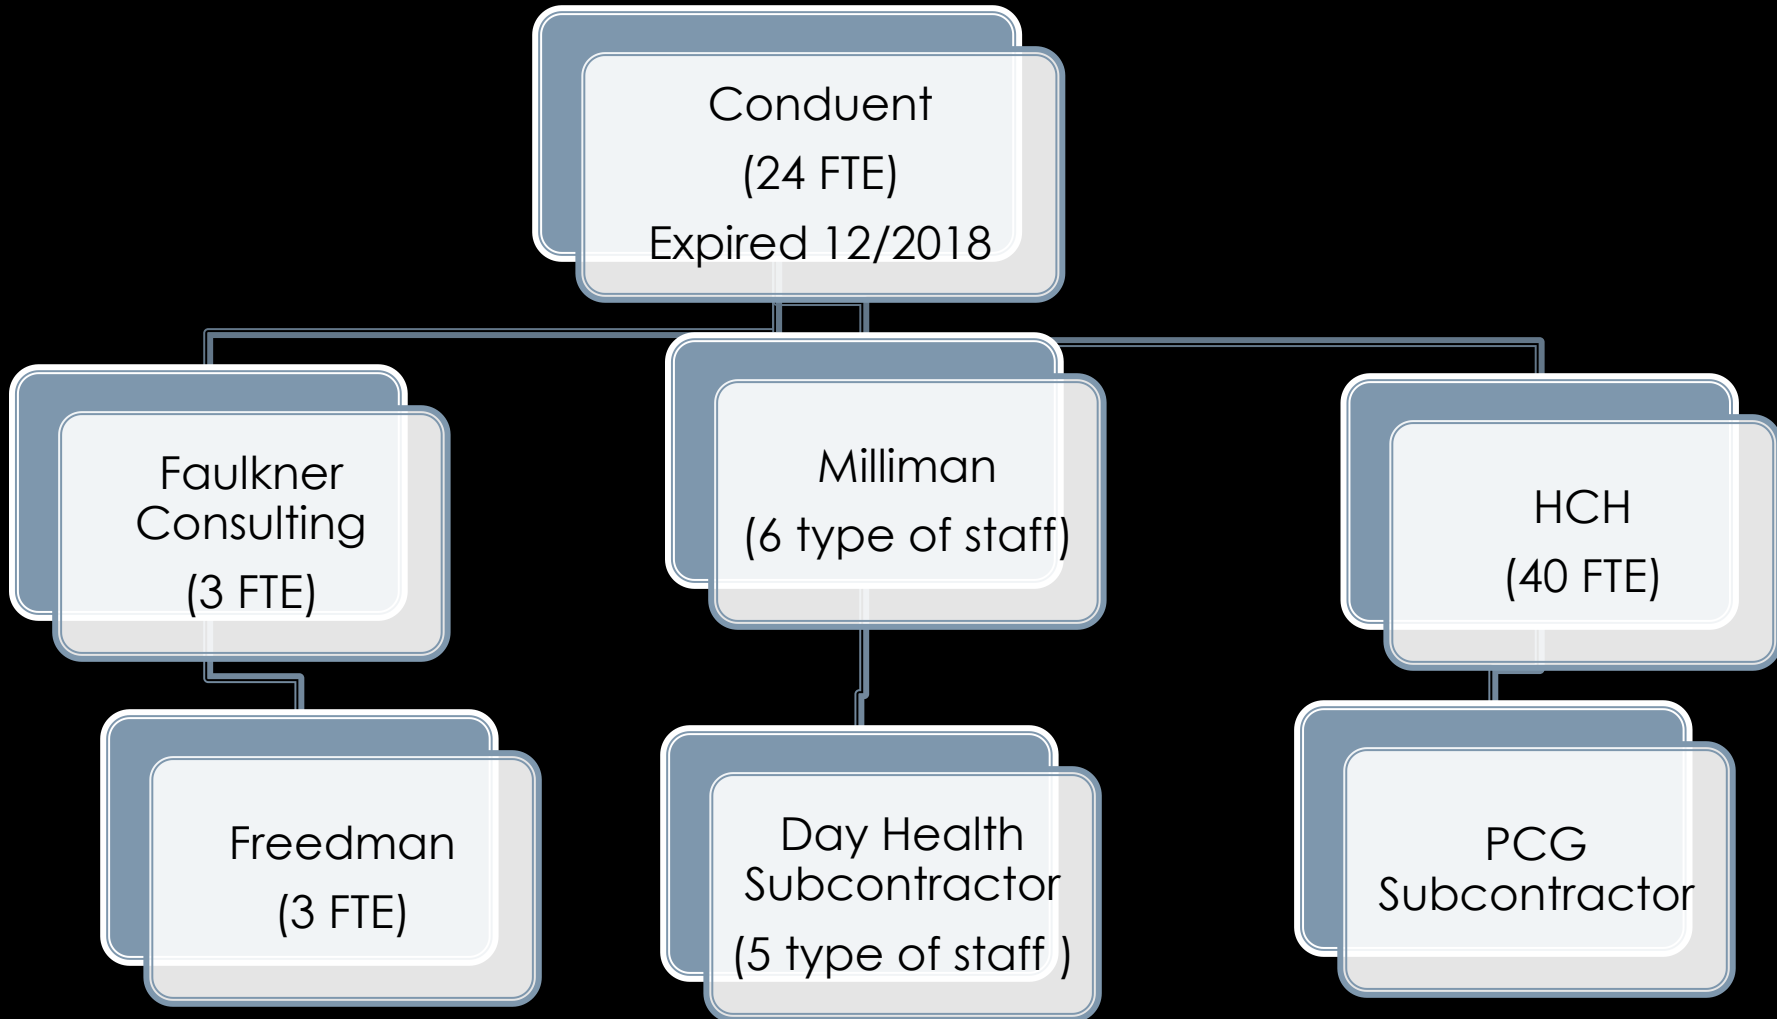 Conduent
(24 FTE)
Expired 12/2018
Faulkner
Consulting
(3 FTE)
Milliman
(6 type of staff)
HCH
(40 FTE)
Freedman
(3 FTE)
Day Health
Subcontractor
(5 type of staff )
PCG
Subcontractor